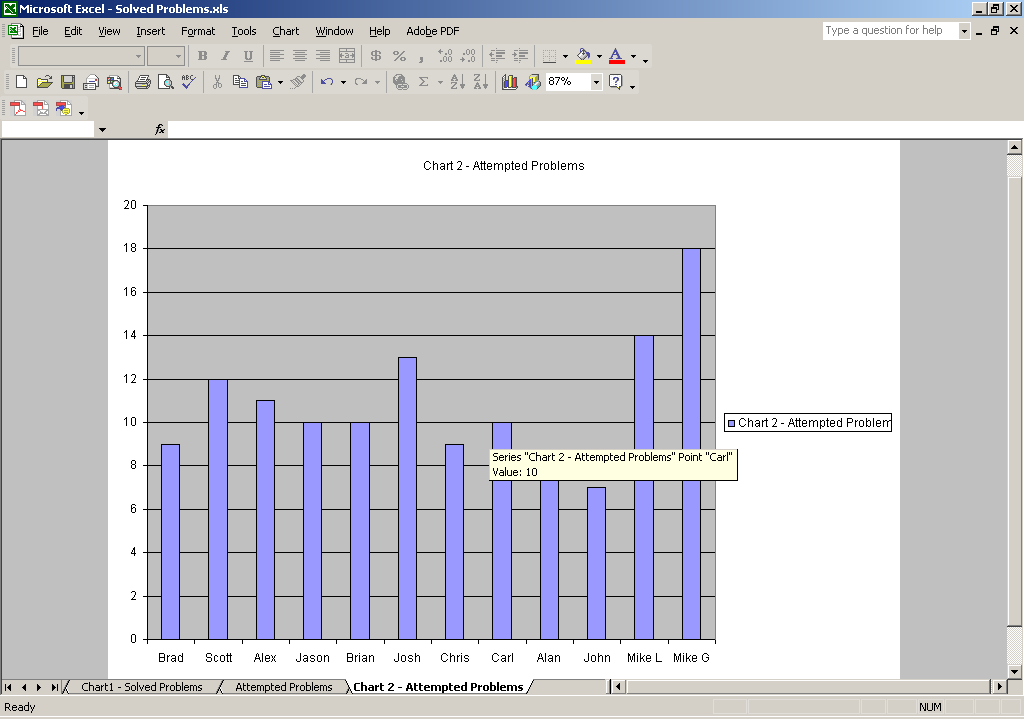 Microsoft Excel - Solved Problems.xls
File Edit View Insert Format Tools Chart Window Help Adobe PDF
Type a question for help
B I U $ % , .00 .00 A
ABC Σ 87% ?
fx
Chart 2 - Attempted Problems
20
18
16
14
12
10
8
6
4
2
0
Chart 2 - Attempted Problem
Series "Chart 2 - Attempted Problems" Point "Carl"
Value: 10
Brad Scott Alex Jason Brian Josh Chris Carl Alan John Mike L Mike G
Chart1 - Solved Problems Attempted Problems Chart 2 - Attempted Problems
Ready NUM